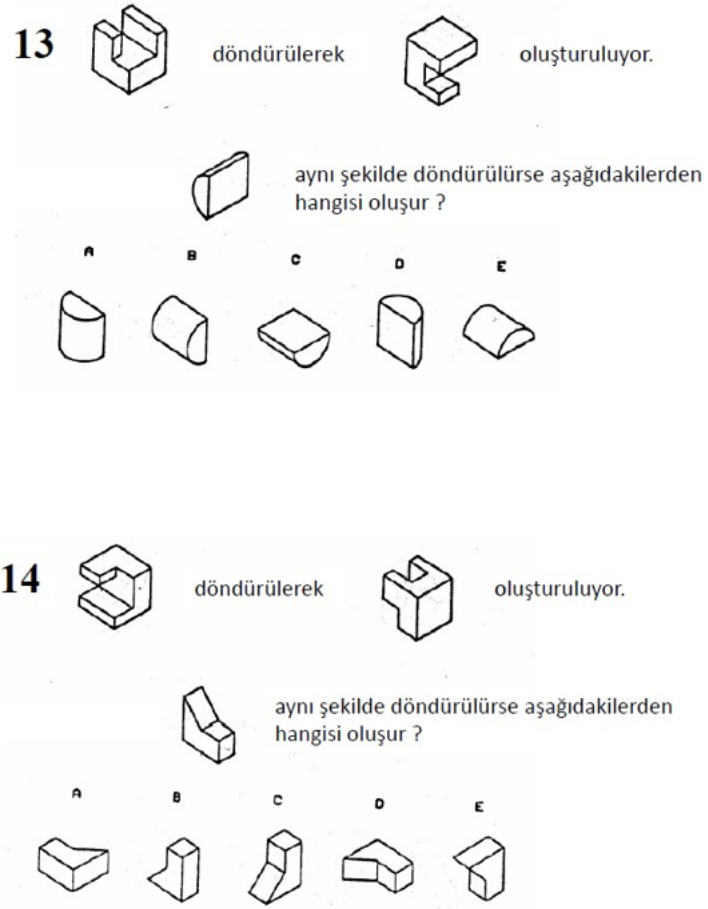 13 döndürülerek oluşturuluyor.
aynı şekilde döndürülürse aşağıdakilerden
hangisi oluşur ?
A B C D E
14 döndürülerek oluşturuluyor.
aynı şekilde döndürülürse aşağıdakilerden
hangisi oluşur ?
A B C D E